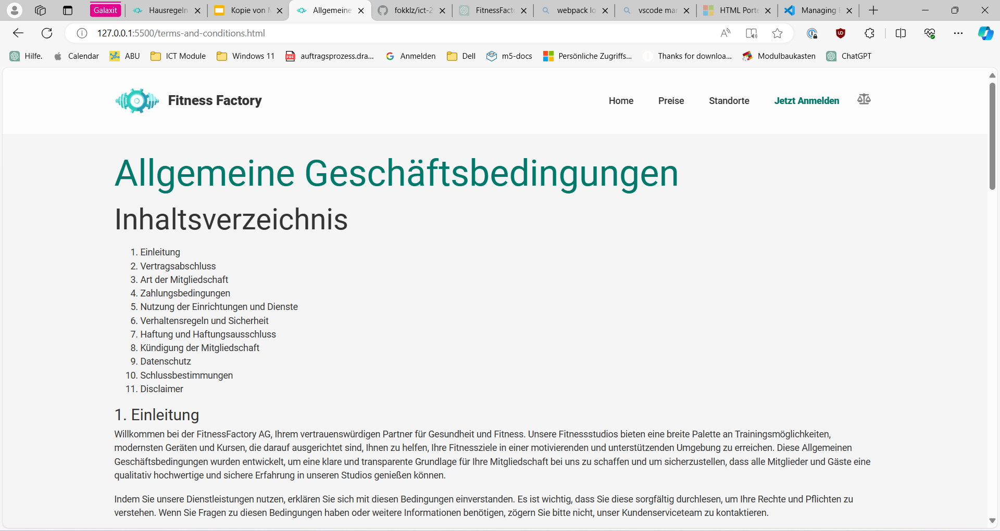 Galaxit
Hausregeln
Kopie von
Allgemeine
fokklz/ict-2
FitnessFact
webpack lo
vscode mar
HTML Porte
Managing
127.0.0.1:5500/terms-and-conditions.html
Hilfe.
Calendar
ABU
ICT Module
Windows 11
auftragsprozess.dra...
Anmelden
Dell
m5-docs
Persönliche Zugriffs...
Thanks for downloa...
Modulbaukasten
ChatGPT
Fitness Factory
Home
Preise
Standorte
Jetzt Anmelden
Allgemeine Geschäftsbedingungen
Inhaltsverzeichnis
1. Einleitung
2. Vertragsabschluss
3. Art der Mitgliedschaft
4. Zahlungsbedingungen
5. Nutzung der Einrichtungen und Dienste
6. Verhaltensregeln und Sicherheit
7. Haftung und Haftungsausschluss
8. Kündigung der Mitgliedschaft
9. Datenschutz
10. Schlussbestimmungen
11. Disclaimer
1. Einleitung
Willkommen bei der FitnessFactory AG, Ihrem vertrauenswürdigen Partner für Gesundheit und Fitness. Unsere Fitnessstudios bieten eine breite Palette an Trainingsmöglichkeiten,
modernsten Geräten und Kursen, die darauf ausgerichtet sind, Ihnen zu helfen, Ihre Fitnessziele in einer motivierenden und unterstützenden Umgebung zu erreichen. Diese Allgemeinen
Geschäftsbedingungen wurden entwickelt, um eine klare und transparente Grundlage für Ihre Mitgliedschaft bei uns zu schaffen und um sicherzustellen, dass alle Mitglieder und Gäste eine
qualitativ hochwertige und sichere Erfahrung in unseren Studios genießen können.
Indem Sie unsere Dienstleistungen nutzen, erklären Sie sich mit diesen Bedingungen einverstanden. Es ist wichtig, dass Sie diese sorgfältig durchlesen, um Ihre Rechte und Pflichten zu
verstehen. Wenn Sie Fragen zu diesen Bedingungen haben oder weitere Informationen benötigen, zögern Sie bitte nicht, unser Kundenserviceteam zu kontaktieren.